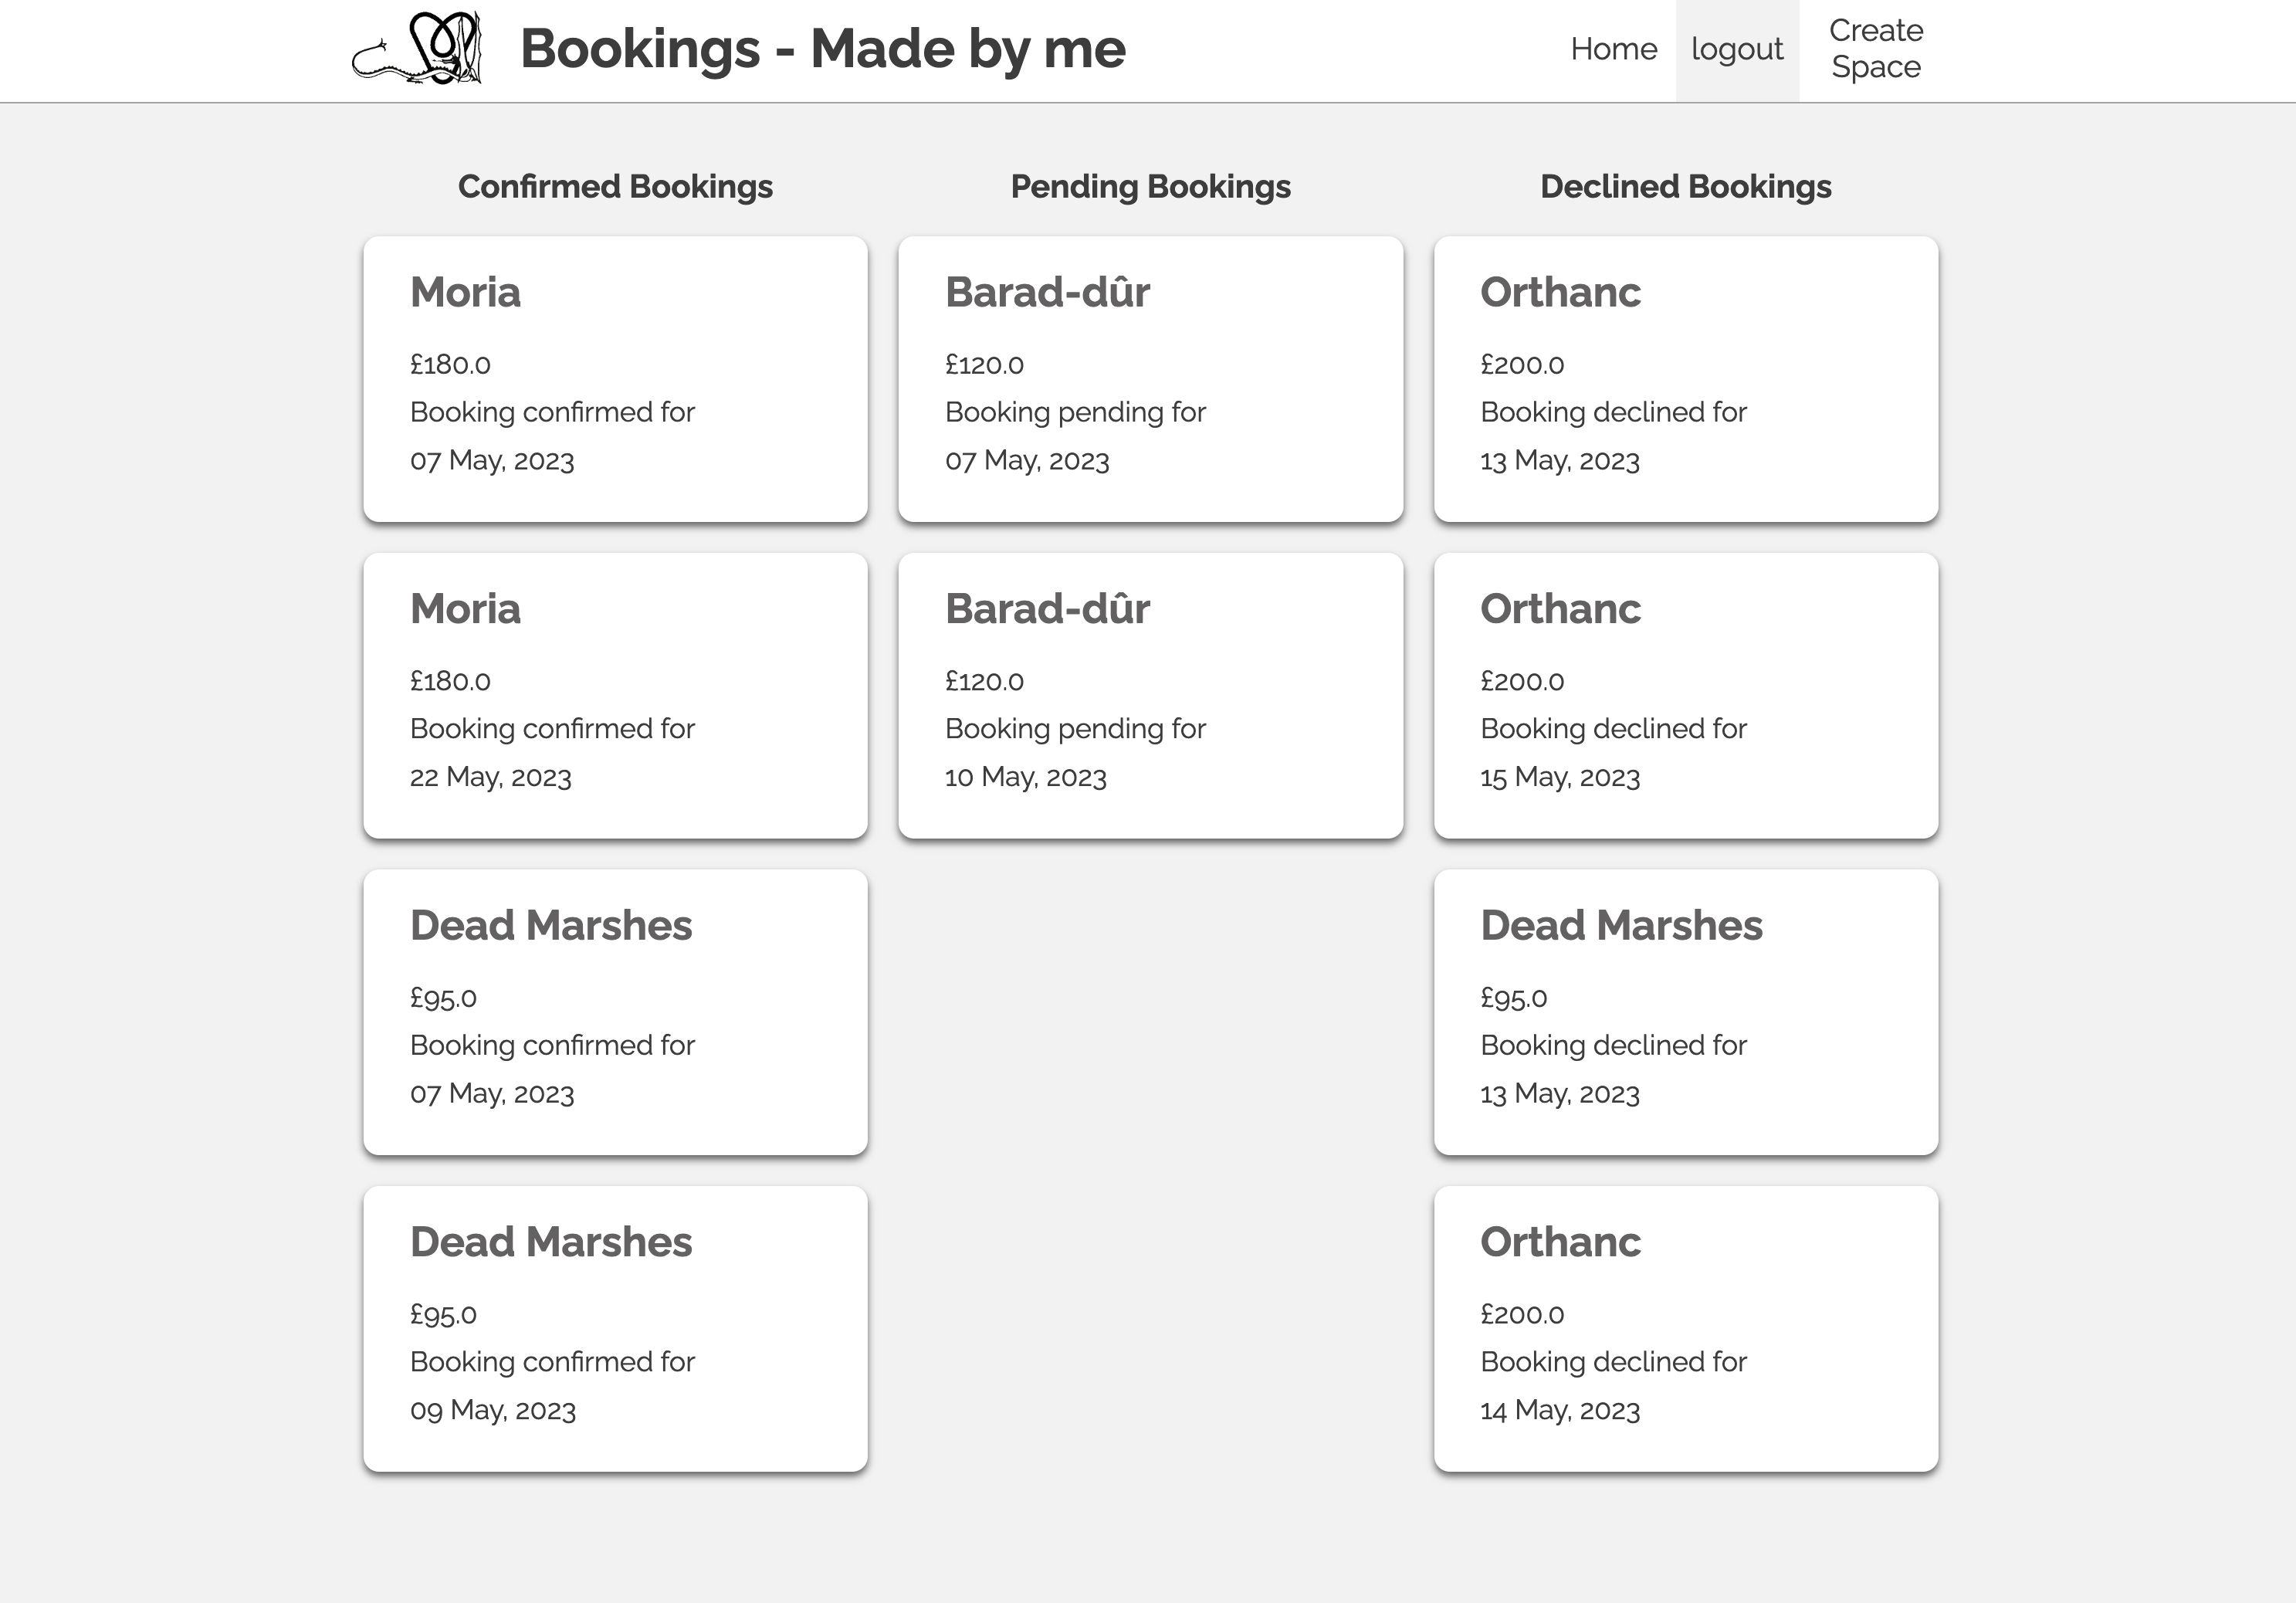 Bookings - Made by me
Home
logout
Create
Space
Confirmed Bookings
Moria
£180.0
Booking confirmed for
07 May, 2023
Moria
£180.0
Booking confirmed for
22 May, 2023
Dead Marshes
£95.0
Booking confirmed for
07 May, 2023
Dead Marshes
£95.0
Booking confirmed for
09 May, 2023
Pending Bookings
Barad-dûr
£120.0
Booking pending for
07 May, 2023
Barad-dûr
£120.0
Booking pending for
10 May, 2023
Declined Bookings
Orthanc
£200.0
Booking declined for
13 May, 2023
Orthanc
£200.0
Booking declined for
15 May, 2023
Dead Marshes
£95.0
Booking declined for
13 May, 2023
Orthanc
£200.0
Booking declined for
14 May, 2023